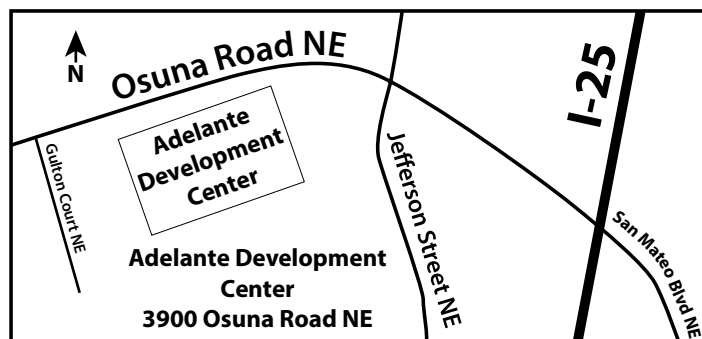 N
Osuna Road NE
I-25
Adelante
Development
Center
Gulton Court NE
Jefferson Street NE
San Mateo Blvd NE
Adelante Development
Center
3900 Osuna Road NE